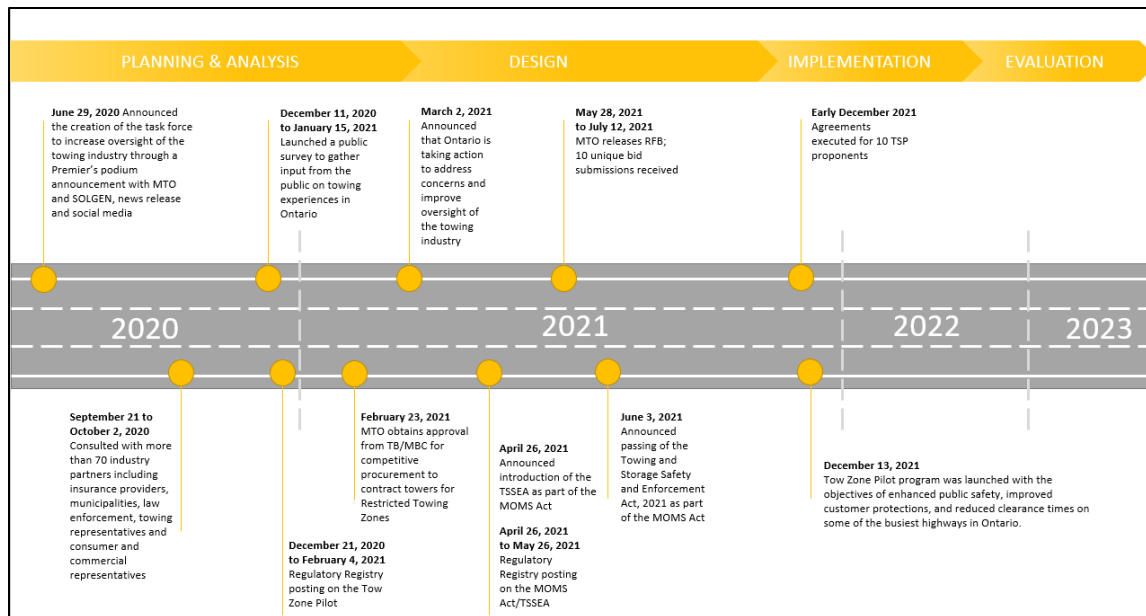 PLANNING & ANALYSIS
DESIGN
IMPLEMENTATION
EVALUATION
June 29, 2020 Announced
the creation of the task force
to increase oversight of the
towing industry through a
Premier's podium
announcement with MTO
and SOLGEN, news release
and social media
December 11, 2020
to January 15, 2021
Launched a public
survey to gather
input from the
public on towing
experiences in
Ontario
March 2, 2021
Announced
that Ontario is
taking action
to address
concerns and
improve
oversight of
the towing
industry
May 28, 2021
to July 12, 2021
MTO releases RFB;
10 unique bid
submissions received
Early December 2021
Agreements
executed for 10 TSP
proponents
2020
2021
2022
2023
September 21 to
October 2, 2020
Consulted with more
than 70 industry
partners including
insurance providers,
municipalities, law
enforcement, towing
representatives and
consumer and
commercial
representatives
December 21, 2020
to February 4, 2021
Regulatory Registry
posting on the Tow
Zone Pilot
February 23, 2021
MTO obtains approval
from TB/MBC for
competitive
procurement to
contract towers for
Restricted Towing
Zones
April 26, 2021
Announced
introduction of the
TSSEA as part of the
MOMS Act
April 26, 2021
to May 26, 2021
Regulatory
Registry posting
on the MOMS
Act/TSSEA
June 3, 2021
Announced
passing of the
Towing and
Storage Safety
and Enforcement
Act, 2021 as part
of the MOMS Act
December 13, 2021
Tow Zone Pilot program was launched with the
objectives of enhanced public safety, improved
customer protections, and reduced clearance times on
some of the busiest highways in Ontario.